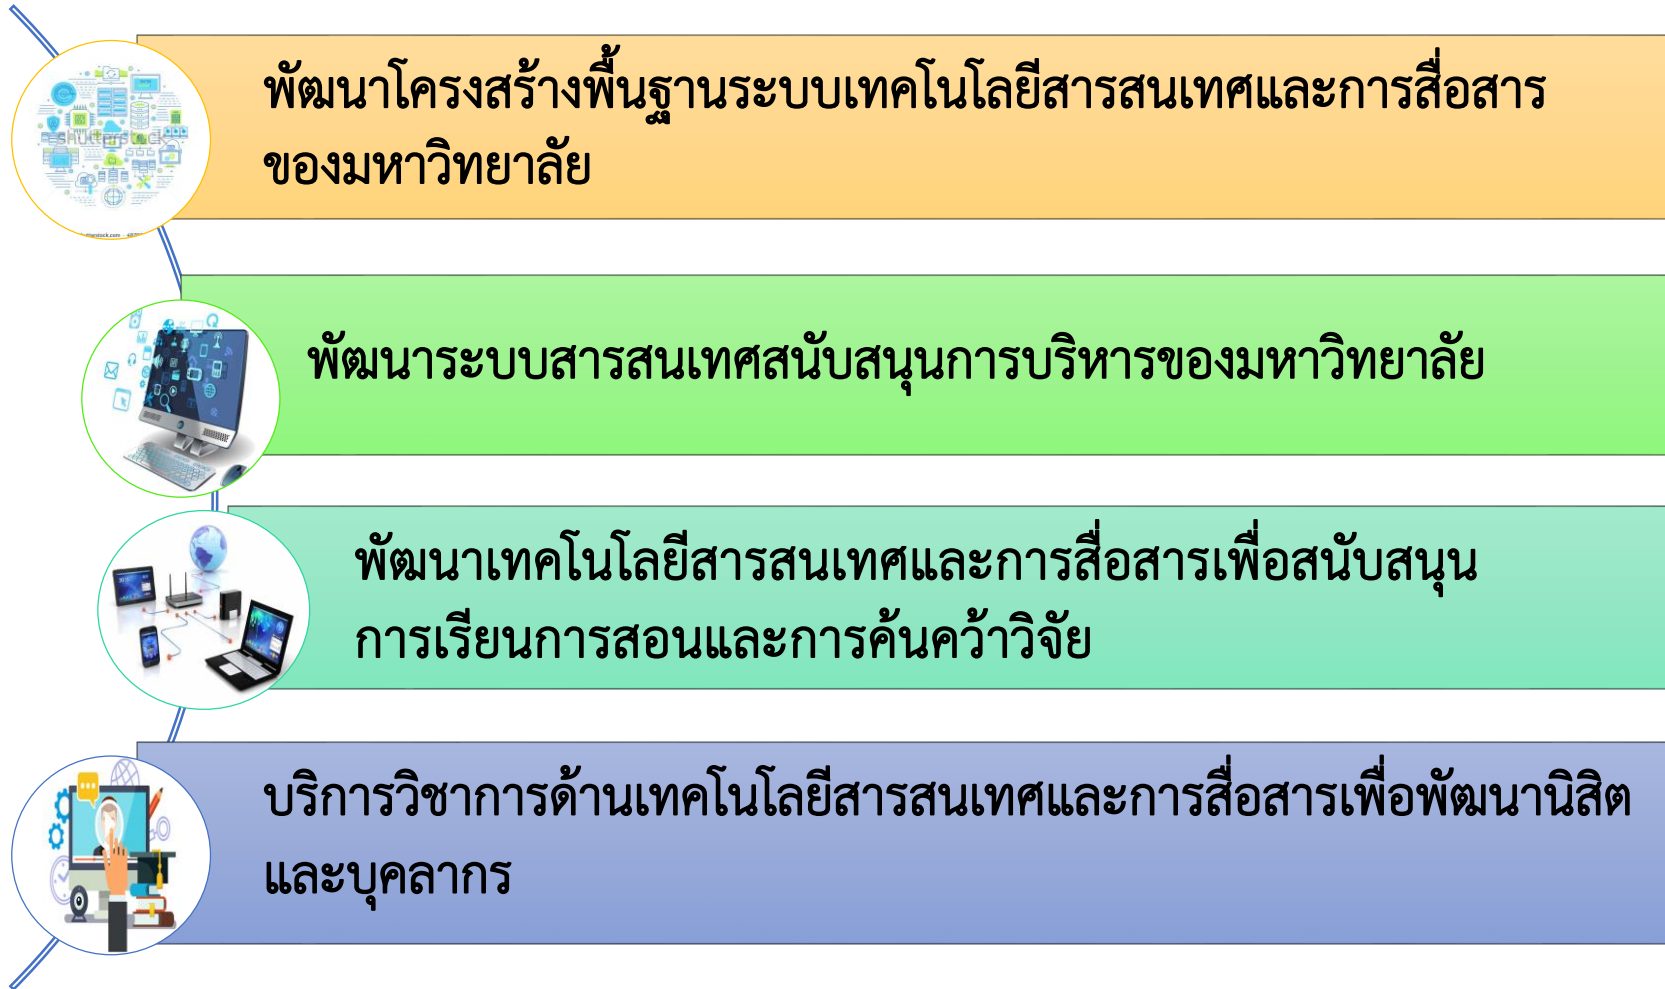 พัฒนาโครงสร้างพื้นฐานระบบเทคโนโลยีสารสนเทศและการสื่อสาร
ของมหาวิทยาลัย
shutterstock
พัฒนาระบบสารสนเทศสนับสนุนการบริหารของมหาวิทยาลัย
พัฒนาเทคโนโลยีสารสนเทศและการสื่อสารเพื่อสนับสนุน
การเรียนการสอนและการค้นคว้าวิจัย
บริการวิชาการด้านเทคโนโลยีสารสนเทศและการสื่อสารเพื่อพัฒนานิสิต
และบุคลากร